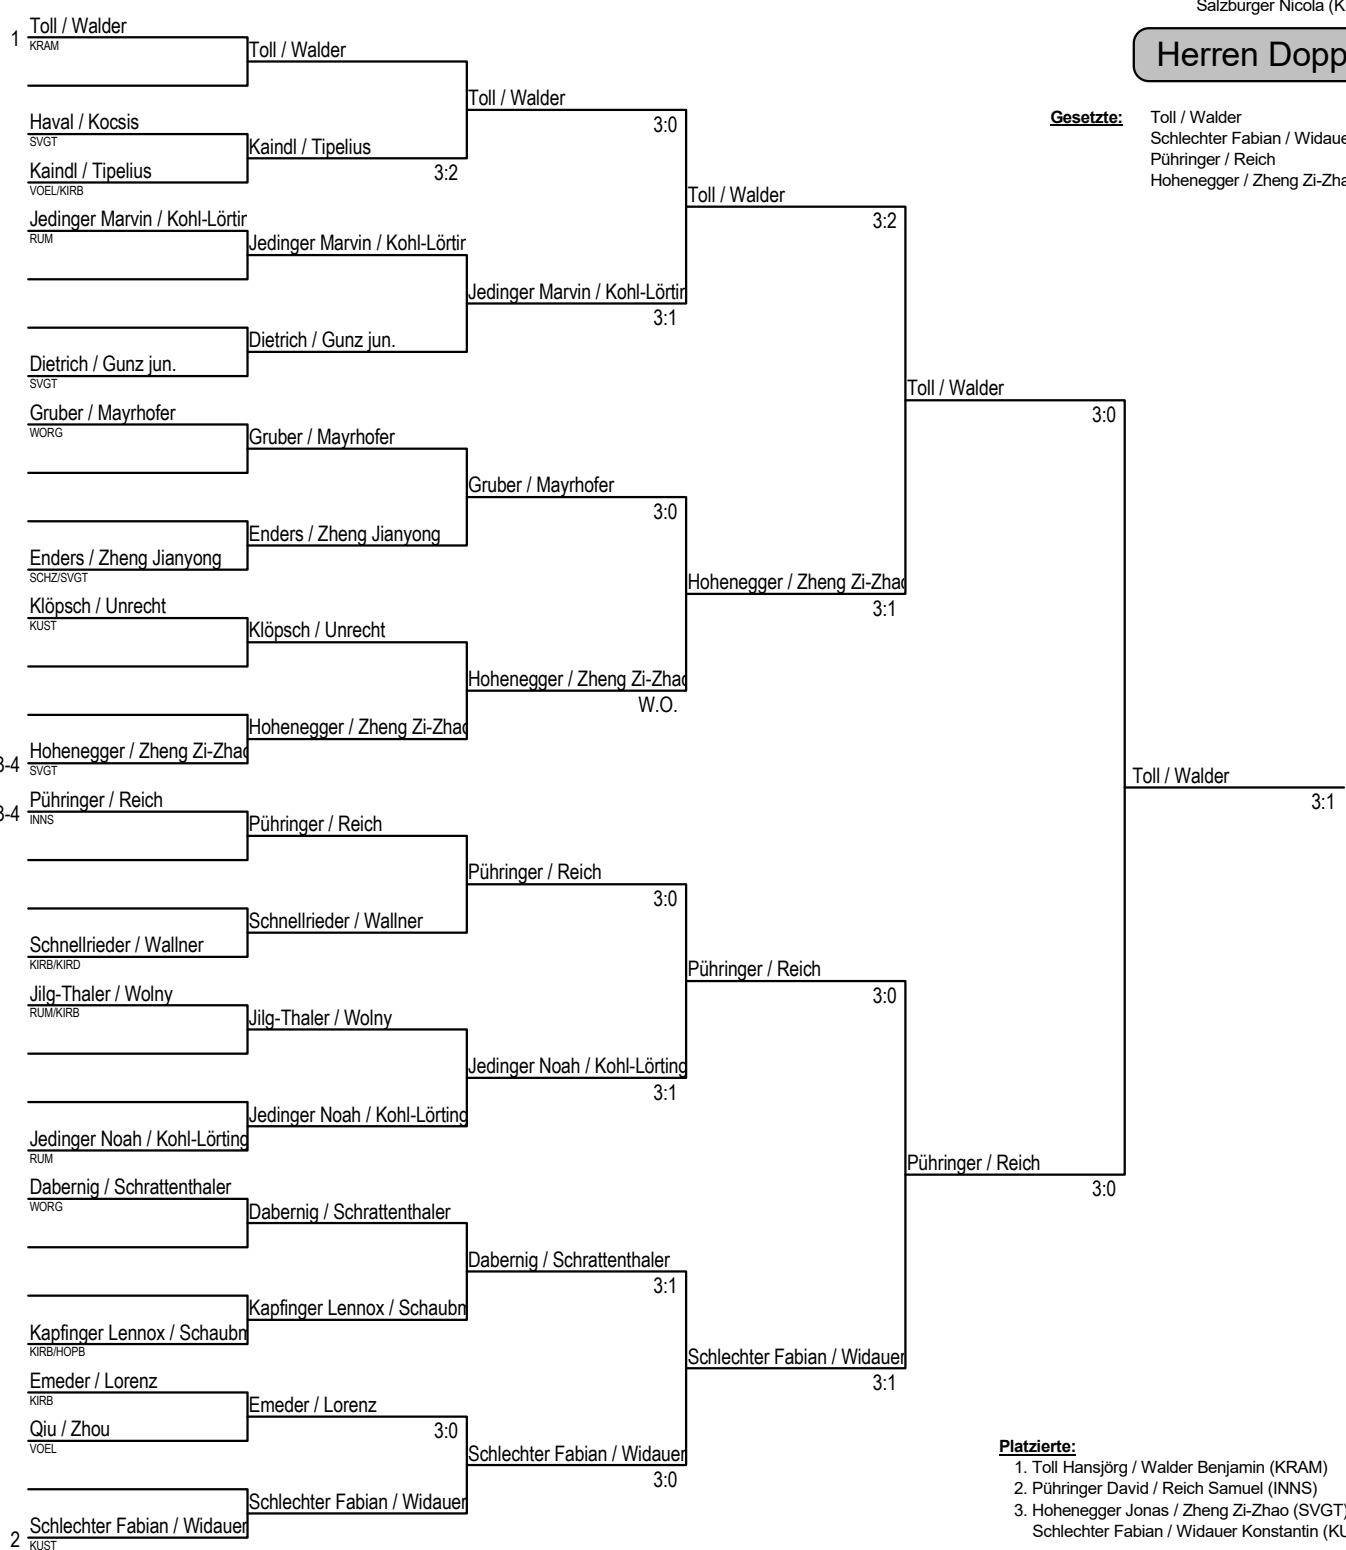 Salzburger Nicola (K
Herren Dopp
Gesetzte: Toll / Walder
Schlechter Fabian / Widaue
Pühringer / Reich
Hohenegger / Zheng Zi-Zha
1 Toll / Walder
KRAM
Haval / Kocsis
SVGT
Kaindl / Tipelius
VOEL/KIRB
Jedinger Marvin / Kohl-Lörtin
RUM
Dietrich / Gunz jun.
SVGT
Gruber / Mayrhofer
WORG
Enders / Zheng Jianyong
SCHZ/SVGT
Klöpsch / Unrecht
KUST
3-4 Hohenegger / Zheng Zi-Zhao
SVGT
3-4 Pühringer / Reich
INNS
Schnellrieder / Wallner
KIRB/KIRD
Jilg-Thaler / Wolny
RUM/KIRB
Jedinger Noah / Kohl-Lörting
RUM
Dabernig / Schrattenthaler
WORG
Kapfinger Lennox / Schaubm
KIRB/HOPB
Emeder / Lorenz
KIRB
Qiu / Zhou
VOEL
2 Schlechter Fabian / Widauer
KUST
Toll / Walder
Kaindl / Tipelius
3:2
Jedinger Marvin / Kohl-Lörtin
Dietrich / Gunz jun.
Gruber / Mayrhofer
Enders / Zheng Jianyong
Klöpsch / Unrecht
Hohenegger / Zheng Zi-Zhao
Pühringer / Reich
Schnellrieder / Wallner
Jilg-Thaler / Wolny
Jedinger Noah / Kohl-Lörting
Dabernig / Schrattenthaler
Kapfinger Lennox / Schaubm
Emeder / Lorenz
3:0
Schlechter Fabian / Widauer
Toll / Walder
3:0
Jedinger Marvin / Kohl-Lörtin
3:1
Gruber / Mayrhofer
3:0
Hohenegger / Zheng Zi-Zhao
W.O.
Pühringer / Reich
3:0
Jedinger Noah / Kohl-Lörting
3:1
Dabernig / Schrattenthaler
3:1
Schlechter Fabian / Widauer
3:0
Toll / Walder
3:2
Hohenegger / Zheng Zi-Zhao
3:1
Pühringer / Reich
3:0
Schlechter Fabian / Widauer
3:1
Toll / Walder
3:0
Pühringer / Reich
3:0
Toll / Walder
3:1
Platzierte:
1. Toll Hansjörg / Walder Benjamin (KRAM)
2. Pühringer David / Reich Samuel (INNS)
3. Hohenegger Jonas / Zheng Zi-Zhao (SVGT)
Schlechter Fabian / Widauer Konstantin (KU